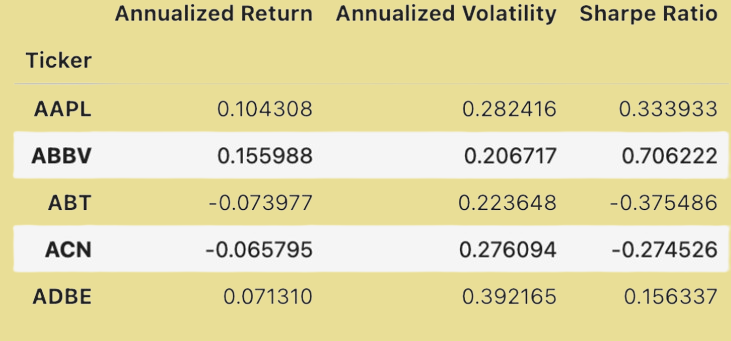 Annualized Return Annualized Volatility Sharpe Ratio
Ticker
AAPL 0.104308 0.282416 0.333933
ABBV 0.155988 0.206717 0.706222
ABT -0.073977 0.223648 -0.375486
ACN -0.065795 0.276094 -0.274526
ADBE 0.071310 0.392165 0.156337